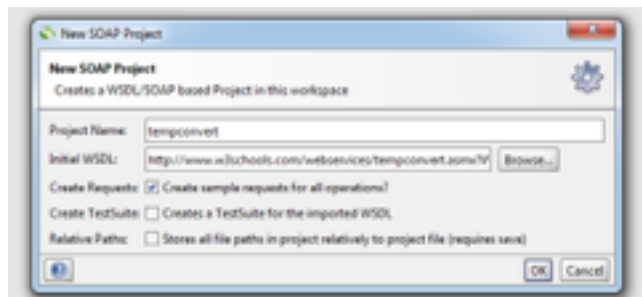 New SOAP Project
New SOAP Project
Creates a WSDL/SOAP based Project in this workspace
Project Name: tempconvert
Initial WSDL: http://www.w3schools.com/webservices/tempconvert.asmx?W Browse...
Create Requests: Create sample requests for all operations?
Create TestSuite: Creates a TestSuite for the imported WSDL
Relative Paths: Stores all file paths in project relatively to project file (requires save)
OK Cancel